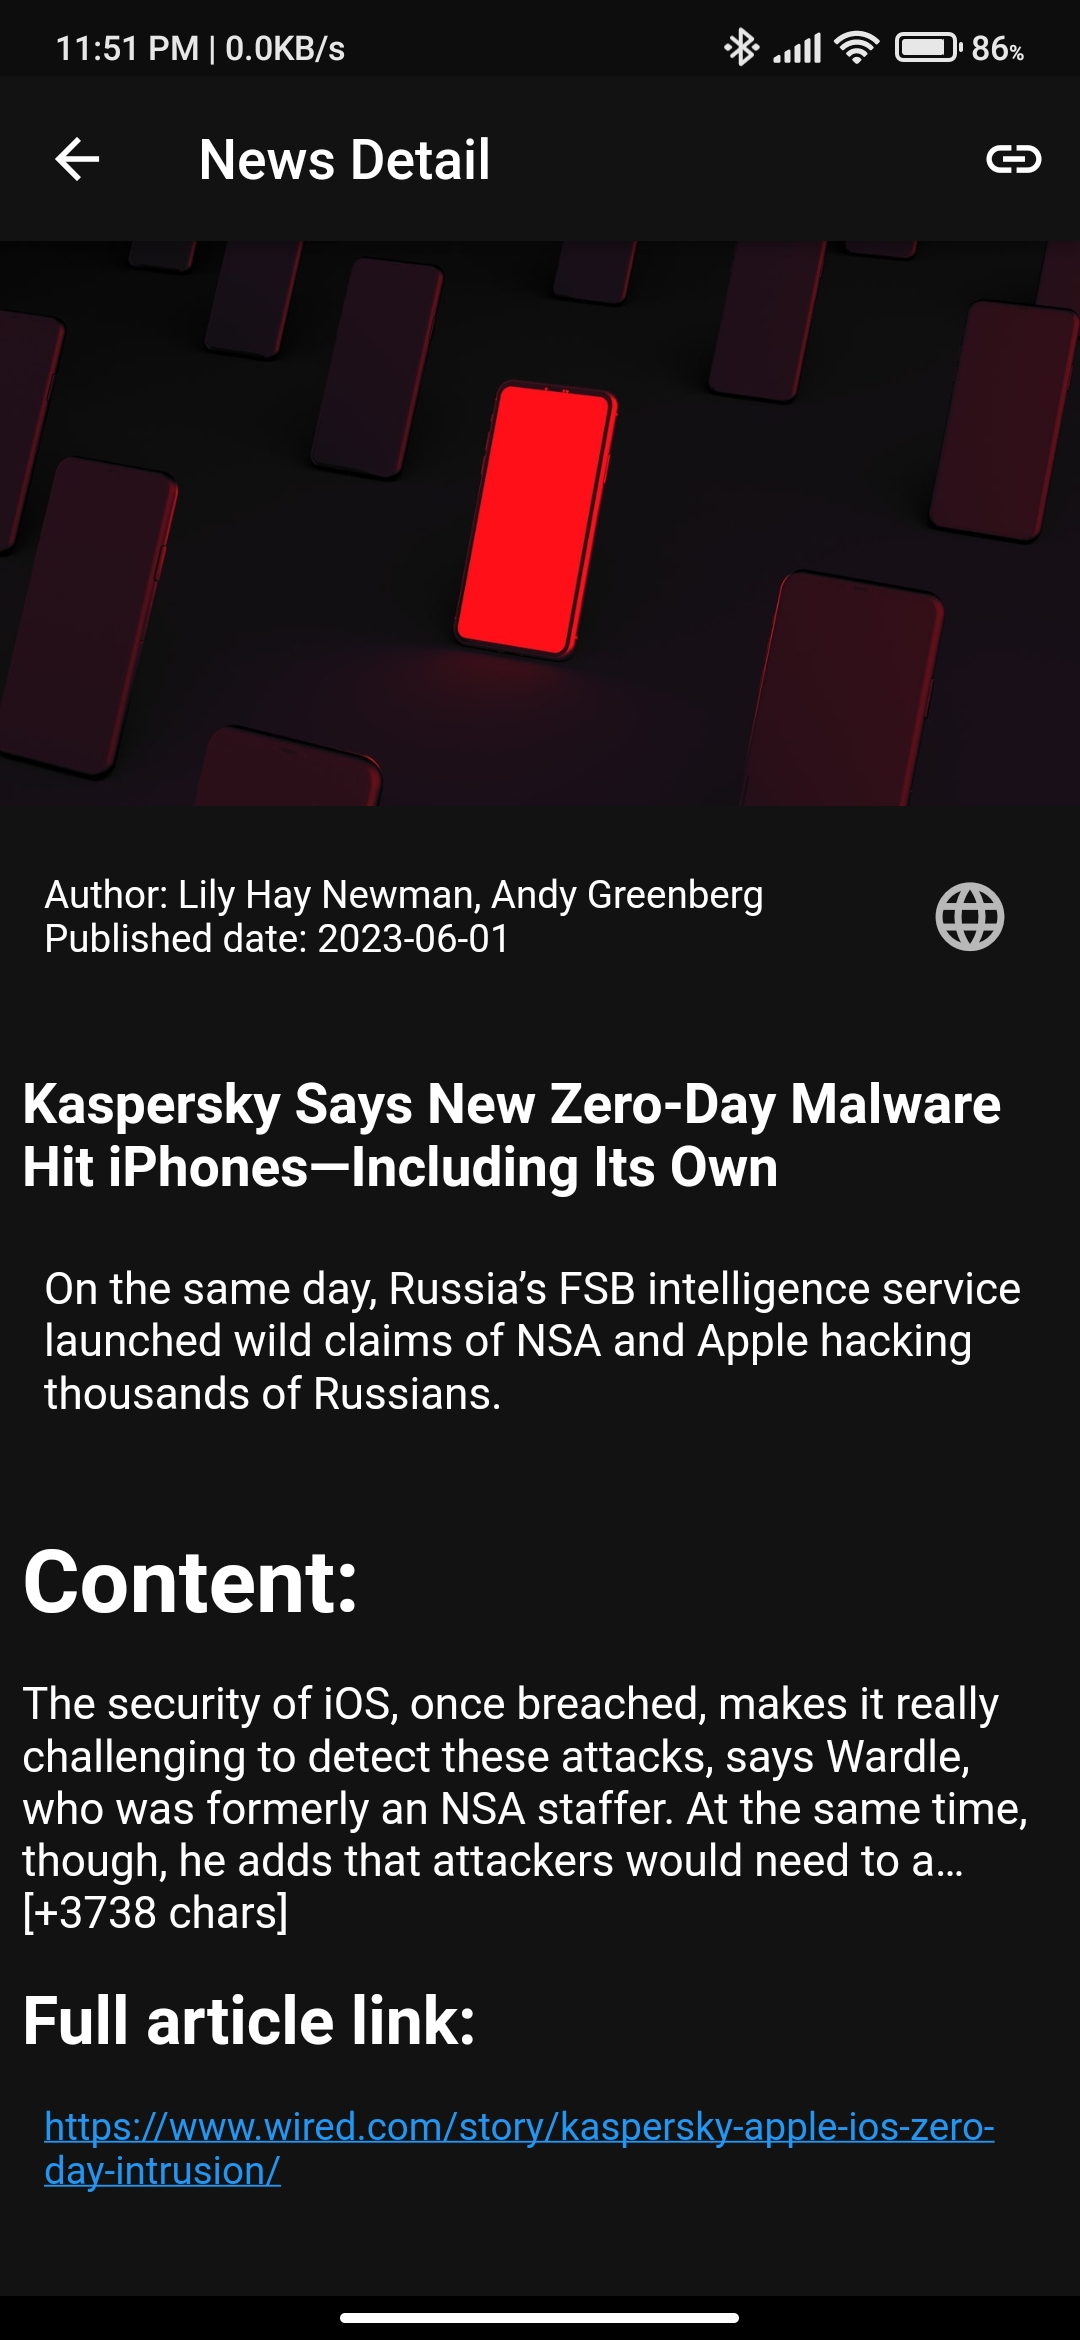 11:51 PM | 0.0KB/s
86%
News Detail
Author: Lily Hay Newman, Andy Greenberg
Published date: 2023-06-01
Kaspersky Says New Zero-Day Malware
Hit iPhones—Including Its Own
On the same day, Russia’s FSB intelligence service
launched wild claims of NSA and Apple hacking
thousands of Russians.
Content:
The security of iOS, once breached, makes it really
challenging to detect these attacks, says Wardle,
who was formerly an NSA staffer. At the same time,
though, he adds that attackers would need to a…
[+3738 chars]
Full article link:
https://www.wired.com/story/kaspersky-apple-ios-zero-
day-intrusion/